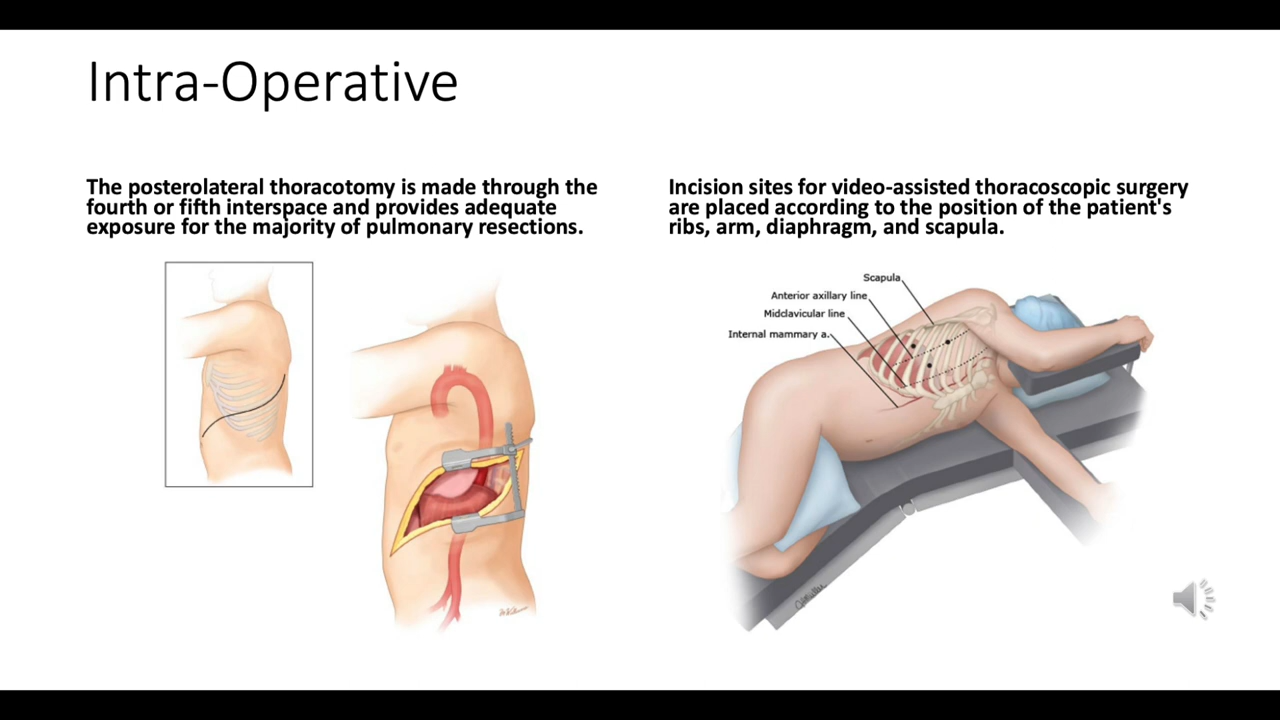 Intra-Operative
The posterolateral thoracotomy is made through the
fourth or fifth interspace and provides adequate
exposure for the majority of pulmonary resections.
Incision sites for video-assisted thoracoscopic surgery
are placed according to the position of the patient's
ribs, arm, diaphragm, and scapula.
Scapula
Anterior axillary line
Midclavicular line
Internal mammary a.